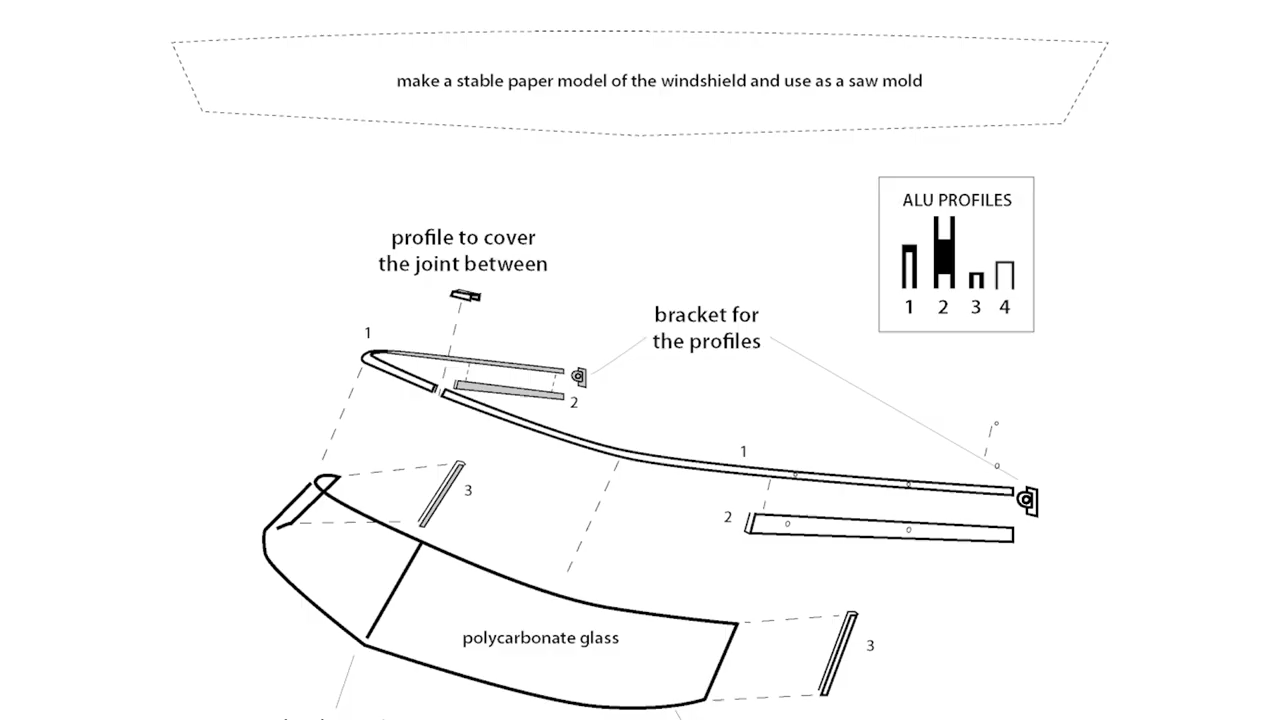 make a stable paper model of the windshield and use as a saw mold
ALU PROFILES
1 2 3 4
profile to cover
the joint between
bracket for
the profiles
1
2
1
3
2
polycarbonate glass
3